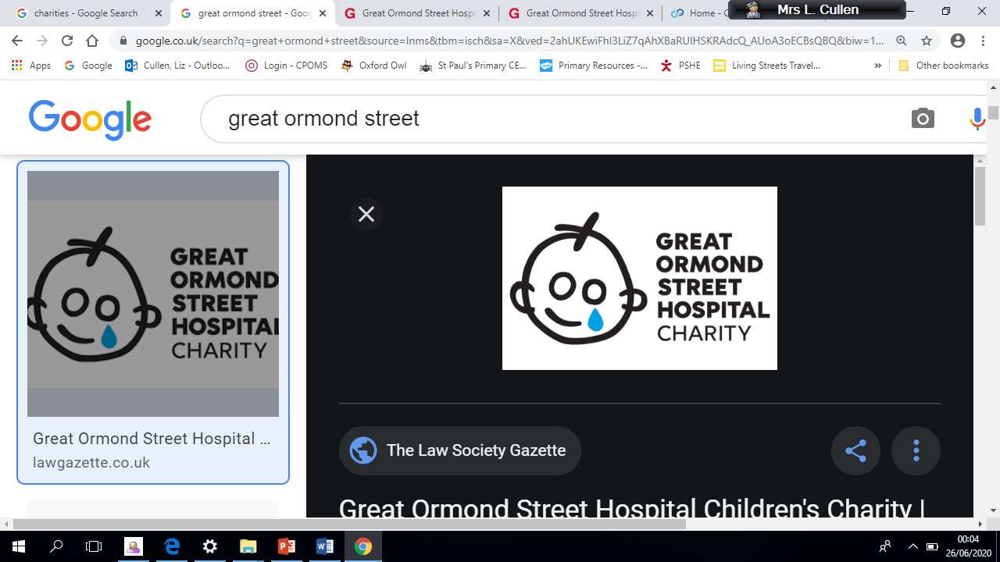 charities - Google Search
great ormond street - Goog
Great Ormond Street Hospi
Great Ormond Street Hospi
Home - C
Mrs L. Cullen
google.co.uk/search?q=great+ormond+street&source=lnms&tbm=isch&sa=X&ved=2ahUKEwiFhI3LiZ7qAhXBaRUIHSKRAdcQ_AUoA3oECBsQBQ&biw=1...
Apps
Google
Cullen, Liz - Outloo...
Login - CPOMS
Oxford Owl
St Paul's Primary CE...
Primary Resources -...
PSHE
Living Streets Travel...
»
Other bookmarks
Google
great ormond street
GREAT
ORMOND
STREET
HOSPITAL
CHARITY
Great Ormond Street Hospital ...
lawgazette.co.uk
GREAT
ORMOND
STREET
HOSPITAL
CHARITY
The Law Society Gazette
Great Ormond Street Hospital Children's Charity |
00:04
26/06/2020